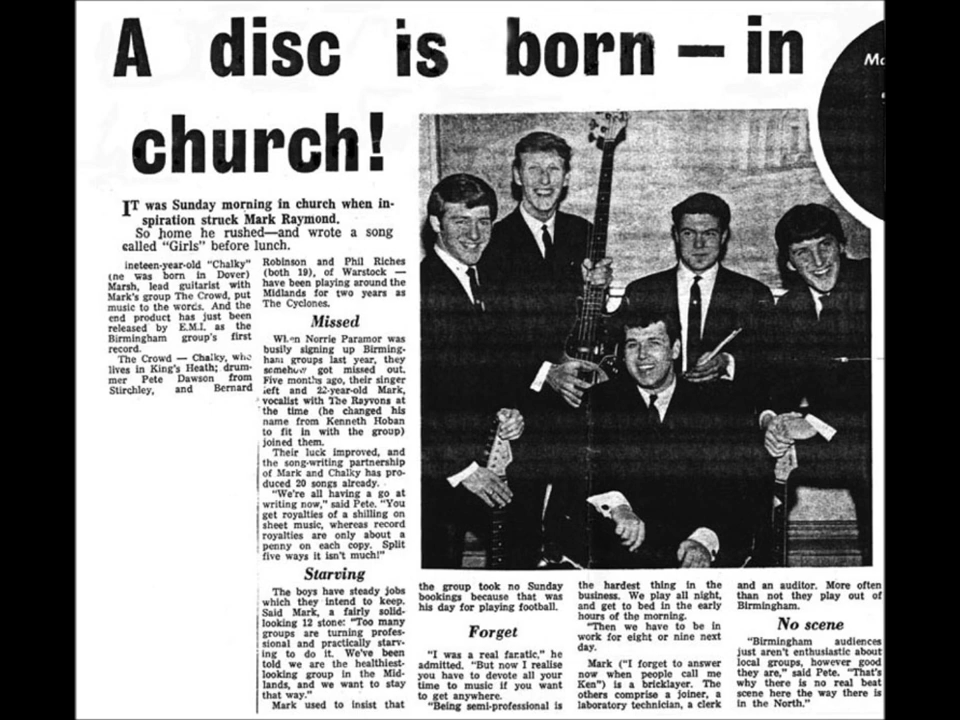 A disc is born — in
church!
IT was Sunday morning in church when in-
spiration struck Mark Raymond.
So home he rushed—and wrote a song
called "Girls" before lunch.
ineteen-year-old "Chalky"
(he was born in Dover)
Marsh, lead guitarist with
Mark's group The Crowd, put
music to the words. And the
end product has just been
released by E.M.I. as the
Birmingham group's first
record.
The Crowd — Chalky, who
lives in King's Heath; drum-
mer Pete Dawson from
Stirchley, and Bernard
Robinson and Phil Riches
(both 19), of Warstock —
have been playing around the
Midlands for two years as
The Cyclones.
Missed
When Norrie Paramor was
busily signing up Birming-
ham groups last year, they
somehow got missed out.
Five months ago, their singer
left and 22-year-old Mark,
vocalist with The Rayvons at
the time (he changed his
name from Kenneth Hoban
to fit in with the group)
joined them.
Their luck improved, and
the song-writing partnership
of Mark and Chalky has pro-
duced 20 songs already.
"We're all having a go at
writing now," said Pete. "You
get royalties of a shilling on
sheet music, whereas record
royalties are only about a
penny on each copy. Split
five ways it isn't much!"
Starving
The boys have steady jobs
which they intend to keep.
Said Mark, a fairly solid-
looking 12 stone: "Too many
groups are turning profes-
sional and practically starv-
ing to do it. We've been
told we are the healthiest-
looking group in the Mid-
lands, and we want to stay
that way."
Mark used to insist that
the group took no Sunday
bookings because that was
his day for playing football.
Forget
"I was a real fanatic," he
admitted. "But now I realise
you have to devote all your
time to music if you want
to get anywhere.
"Being semi-professional is
the hardest thing in the
business. We play all night,
and get to bed in the early
hours of the morning.
"Then we have to be in
work for eight or nine next
day.
Mark ("I forget to answer
now when people call me
Ken") is a bricklayer. The
others comprise a joiner, a
laboratory technician, a clerk
and an auditor. More often
than not they play out of
Birmingham.
No scene
"Birmingham audiences
just aren't enthusiastic about
local groups, however good
they are," said Pete. "That's
why there is no real beat
scene here the way there is
in the North."